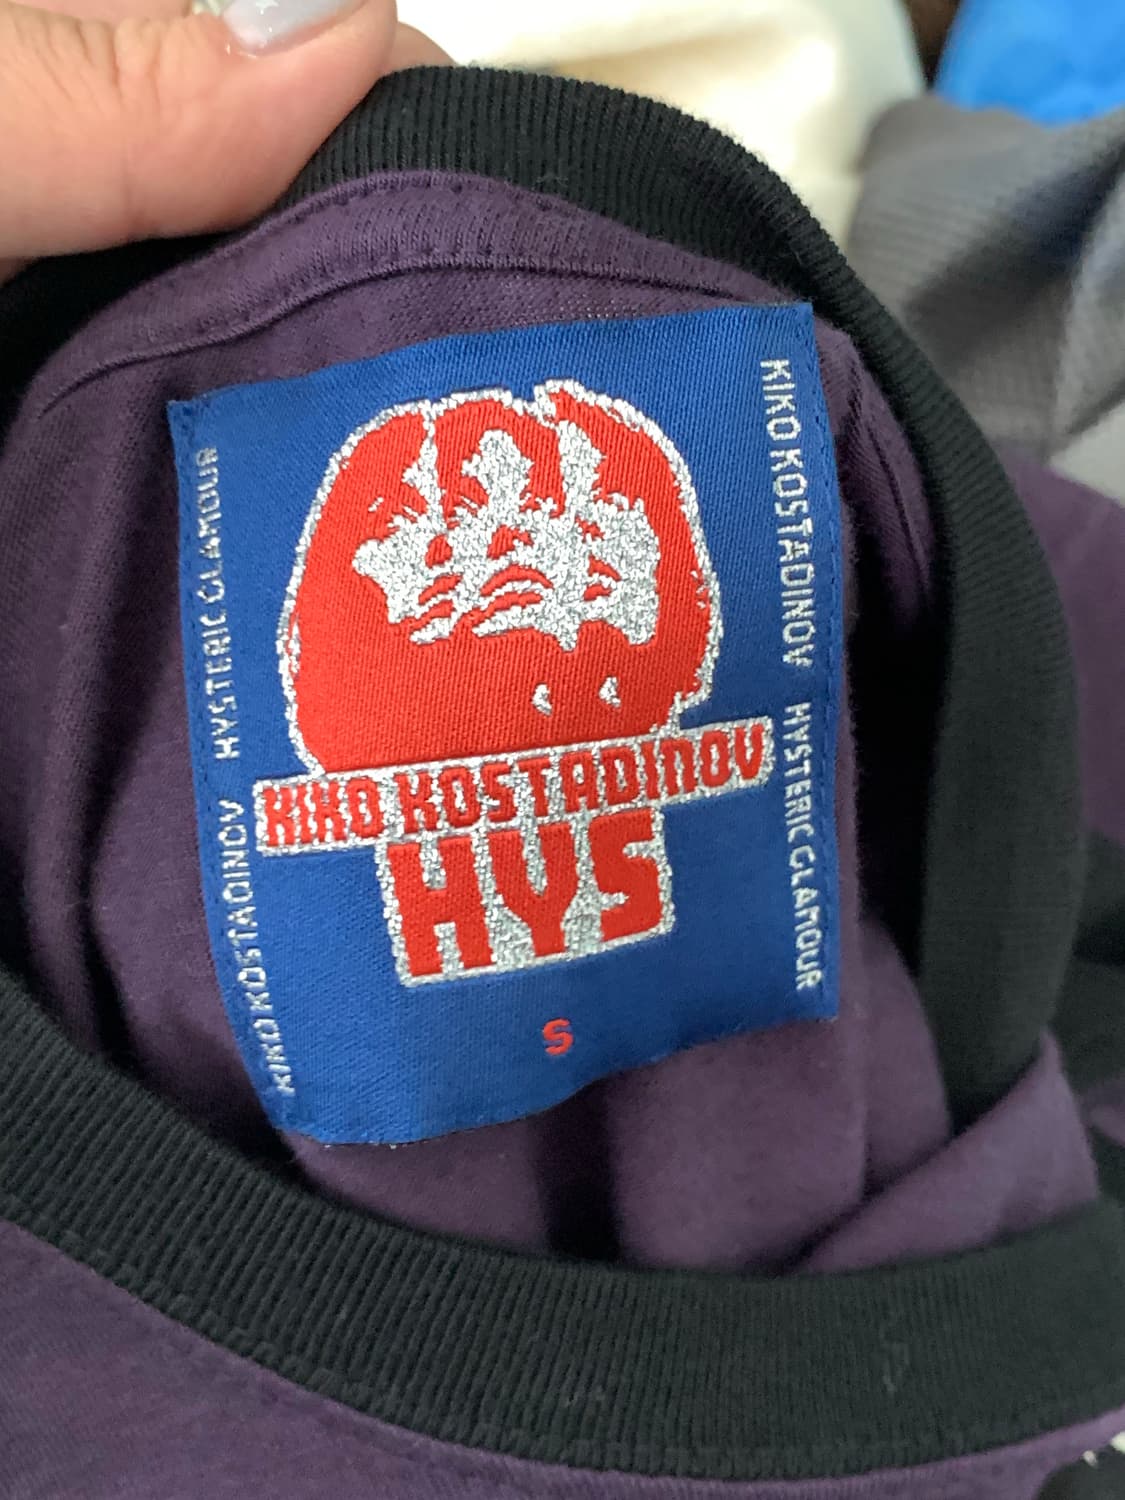 KIKO KOSTADINOV HYSTERIC GLAMOUR
KIKO KOSTADINOV
HYS
S
KIKO KOSTADINOV HYSTERIC GLAMOUR